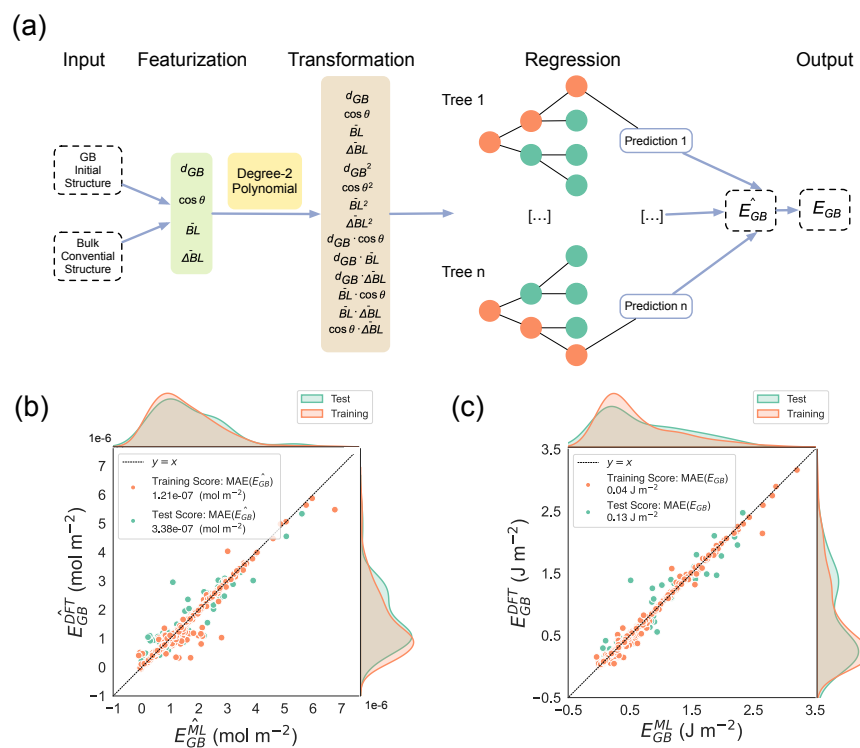 (a)
Input
Featurization
Transformation
Regression
Output
GB
Initial
Structure
Bulk
Convential
Structure
d_GB
cos θ
B̄L
ΔB̄L
Degree-2
Polynomial
d_GB
cos θ
B̄L
ΔB̄L
d_GB²
cos θ²
B̄L²
ΔB̄L²
d_GB · cos θ
d_GB · B̄L
d_GB · ΔB̄L
B̄L · cos θ
B̄L · ΔB̄L
cos θ · ΔB̄L
Tree 1
Prediction 1
[...]
[...]
Ê_GB
E_GB
Tree n
Prediction n
(b)
Test
Training
1e-6
y = x
Training Score: MAE(Ê_GB)
1.21e-07 (mol m⁻²)
Test Score: MAE(Ê_GB)
3.38e-07 (mol m⁻²)
7
6
5
4
3
2
1
0
−1
Ê_GB^DFT (mol m⁻²)
−1 0 1 2 3 4 5 6 7
1e-6
Ê_GB^ML (mol m⁻²)
(c)
Test
Training
y = x
Training Score: MAE(E_GB)
0.04 J m⁻²
Test Score: MAE(E_GB)
0.13 J m⁻²
3.5
2.5
1.5
0.5
−0.5
E_GB^DFT (J m⁻²)
−0.5 0.5 1.5 2.5 3.5
E_GB^ML (J m⁻²)